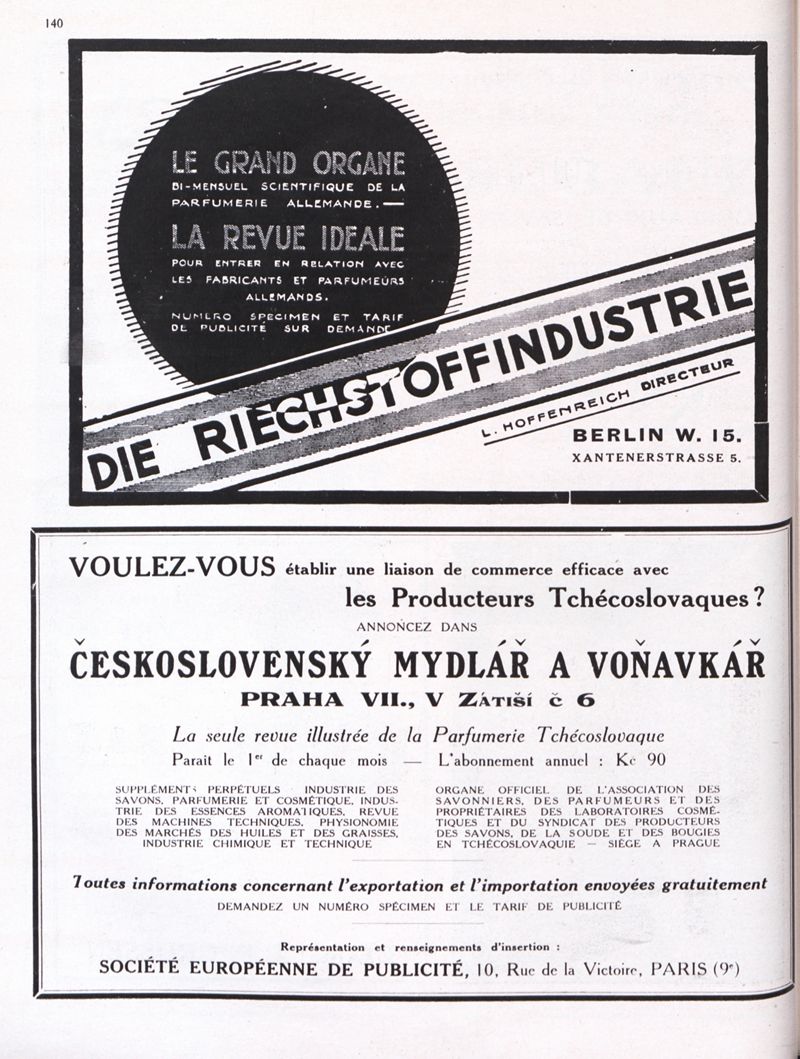 140
LE GRAND ORGANE
BI-MENSUEL SCIENTIFIQUE DE LA
PARFUMERIE ALLEMANDE. —
LA REVUE IDEALE
POUR ENTRER EN RELATION AVEC
LES FABRICANTS ET PARFUMEURS
ALLEMANDS.
NUMERO SPECIMEN ET TARIF
DE PUBLICITÉ SUR DEMANDE
DIE RIECHSTOFFINDUSTRIE
L. HOFFENREICH DIRECTEUR
BERLIN W. 15.
XANTENERSTRASSE 5.
VOULEZ-VOUS établir une liaison de commerce efficace avec
les Producteurs Tchécoslovaques ?
ANNONCEZ DANS
ČESKOSLOVENSKÝ MYDLÁŘ A VOŇAVKÁŘ
PRAHA VII., V ZÁTIŠÍ č 6
La seule revue illustrée de la Parfumerie Tchécoslovaque
Parait le 1er de chaque mois — L'abonnement annuel : Kč 90
SUPPLÉMENTS PERPÉTUELS INDUSTRIE DES
SAVONS, PARFUMERIE ET COSMÉTIQUE, INDUS-
TRIE DES ESSENCES AROMATIQUES, REVUE
DES MACHINES TECHNIQUES, PHYSIONOMIE
DES MARCHÉS DES HUILES ET DES GRAISSES,
INDUSTRIE CHIMIQUE ET TECHNIQUE
ORGANE OFFICIEL DE L'ASSOCIATION DES
SAVONNIERS, DES PARFUMEURS ET DES
PROPRIÉTAIRES DES LABORATOIRES COSMÉ-
TIQUES ET DU SYNDICAT DES PRODUCTEURS
DES SAVONS, DE LA SOUDE ET DES BOUGIES
EN TCHÉCOSLOVAQUIE — SIÈGE A PRAGUE
Toutes informations concernant l'exportation et l'importation envoyées gratuitement
DEMANDEZ UN NUMÉRO SPÉCIMEN ET LE TARIF DE PUBLICITÉ
Représentation et renseignements d'insertion :
SOCIÉTÉ EUROPÉENNE DE PUBLICITÉ, 10, Rue de la Victoire, PARIS (9e)